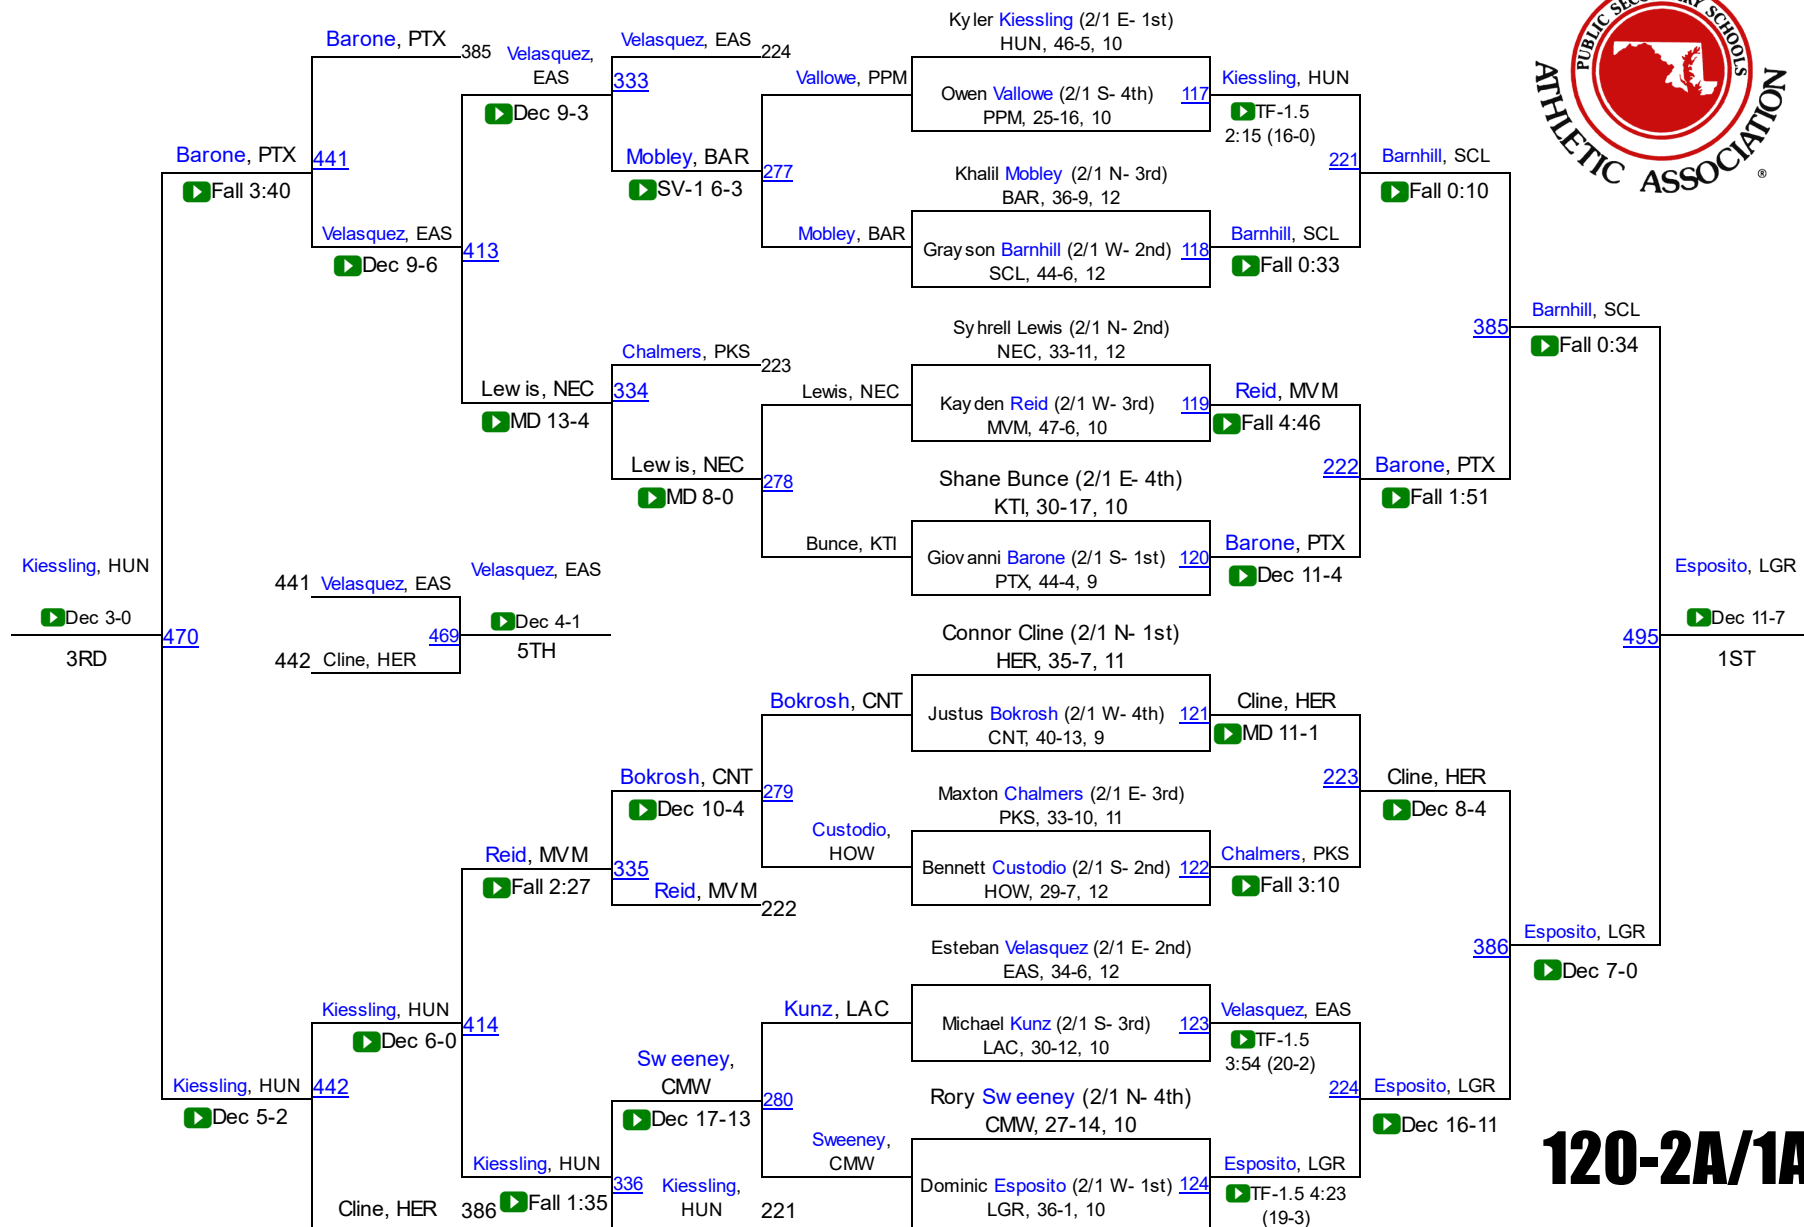 Barone, PTX
385
Velasquez,
EAS
Dec 9-3
Velasquez, EAS
224
333
Vallowe, PPM
Kyler Kiessling (2/1 E- 1st)
HUN, 46-5, 10
Owen Vallowe (2/1 S- 4th)
PPM, 25-16, 10
117
Kiessling, HUN
TF-1.5
2:15 (16-0)
PUBLIC SECONDARY SCHOOLS
ATHLETIC ASSOCIATION
®
Barone, PTX
441
Fall 3:40
Mobley, BAR
277
SV-1 6-3
Khalil Mobley (2/1 N- 3rd)
BAR, 36-9, 12
221
Barnhill, SCL
Fall 0:10
Velasquez, EAS
413
Dec 9-6
Mobley, BAR
Grayson Barnhill (2/1 W- 2nd)
SCL, 44-6, 12
118
Barnhill, SCL
Fall 0:33
Syhrell Lewis (2/1 N- 2nd)
NEC, 33-11, 12
385
Barnhill, SCL
Fall 0:34
Chalmers, PKS
223
Lewis, NEC
334
MD 13-4
Lewis, NEC
Kayden Reid (2/1 W- 3rd)
MVM, 47-6, 10
119
Reid, MVM
Fall 4:46
Lewis, NEC
278
MD 8-0
Shane Bunce (2/1 E- 4th)
KTI, 30-17, 10
222
Barone, PTX
Fall 1:51
Bunce, KTI
Giovanni Barone (2/1 S- 1st)
PTX, 44-4, 9
120
Barone, PTX
Dec 11-4
Kiessling, HUN
Dec 3-0
3RD
470
441
Velasquez, EAS
469
442
Cline, HER
Velasquez, EAS
Dec 4-1
5TH
Esposito, LGR
Dec 11-7
1ST
495
Connor Cline (2/1 N- 1st)
HER, 35-7, 11
Bokrosh, CNT
Justus Bokrosh (2/1 W- 4th)
CNT, 40-13, 9
121
Cline, HER
MD 11-1
Bokrosh, CNT
279
Dec 10-4
Maxton Chalmers (2/1 E- 3rd)
PKS, 33-10, 11
223
Cline, HER
Dec 8-4
Custodio,
HOW
Bennett Custodio (2/1 S- 2nd)
HOW, 29-7, 12
122
Chalmers, PKS
Fall 3:10
Reid, MVM
335
Fall 2:27
Reid, MVM
222
Esteban Velasquez (2/1 E- 2nd)
EAS, 34-6, 12
386
Esposito, LGR
Dec 7-0
Kiessling, HUN
414
Dec 6-0
Kunz, LAC
Michael Kunz (2/1 S- 3rd)
LAC, 30-12, 10
123
Velasquez, EAS
TF-1.5
3:54 (20-2)
Kiessling, HUN
442
Dec 5-2
Sweeney,
CMW
280
Dec 17-13
Rory Sweeney (2/1 N- 4th)
CMW, 27-14, 10
224
Esposito, LGR
Dec 16-11
Sweeney,
CMW
Dominic Esposito (2/1 W- 1st)
LGR, 36-1, 10
124
Esposito, LGR
TF-1.5 4:23
(19-3)
Kiessling, HUN
336
Fall 1:35
Kiessling,
HUN
221
Cline, HER
386
120-2A/1A